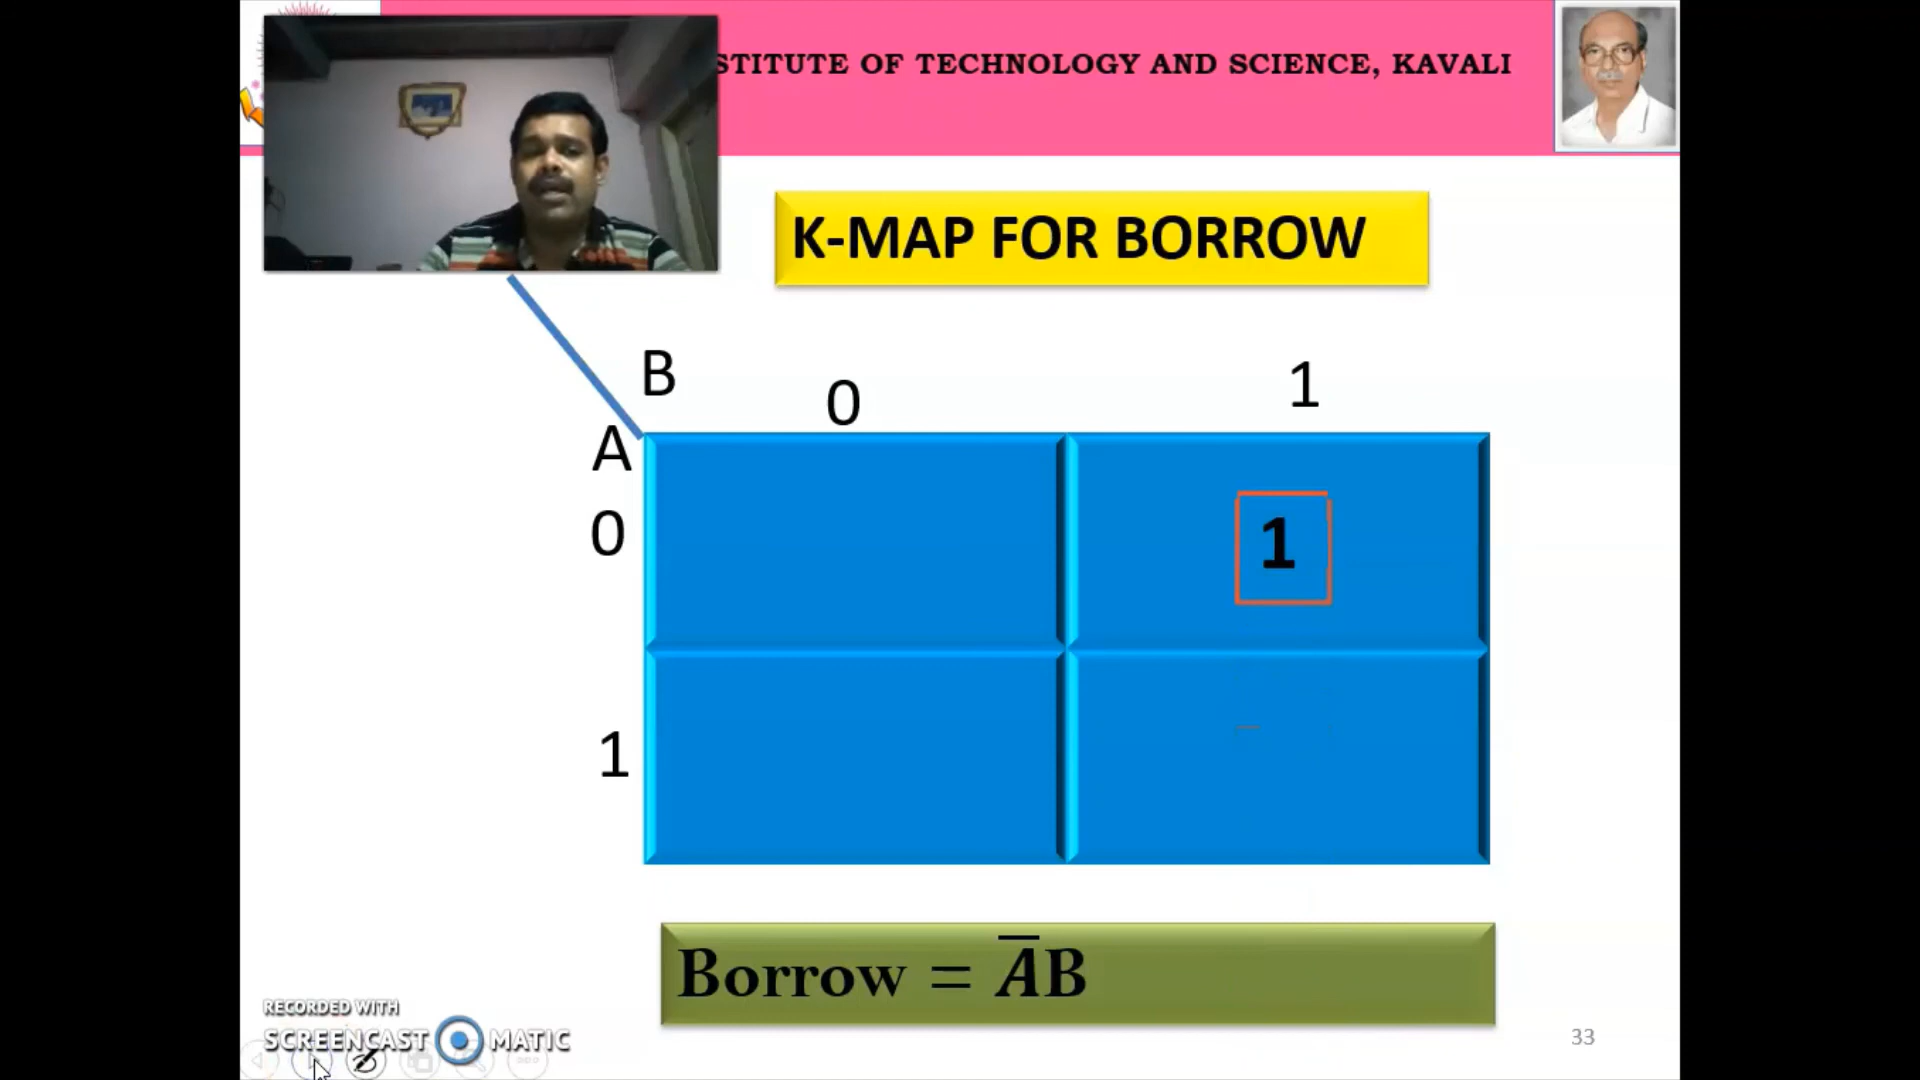 STITUTE OF TECHNOLOGY AND SCIENCE, KAVALI
K-MAP FOR BORROW
B
0
1
A
0
1
1
Borrow = A̅B
RECORDED WITH
SCREENCAST MATIC
33